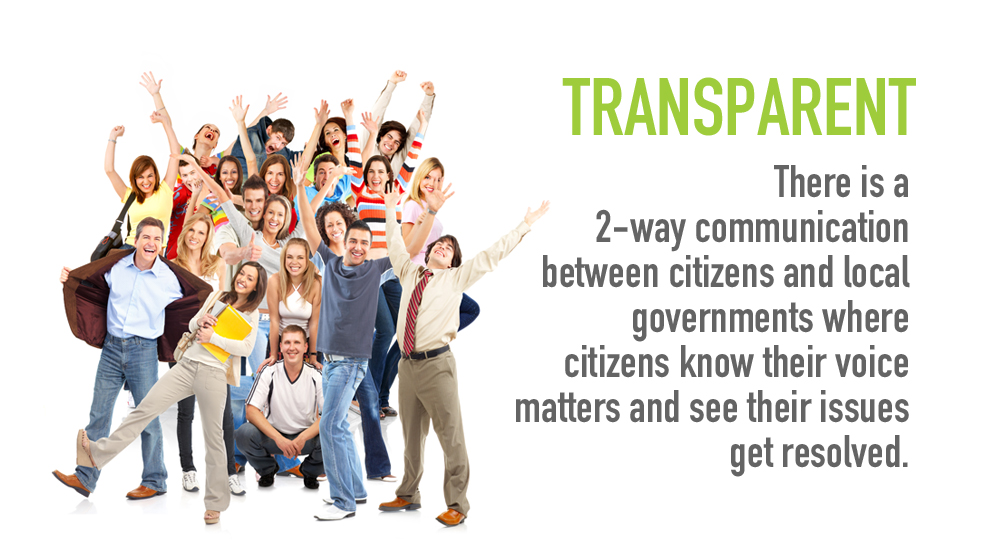 TRANSPARENT
There is a
2-way communication
between citizens and local
governments where
citizens know their voice
matters and see their issues
get resolved.